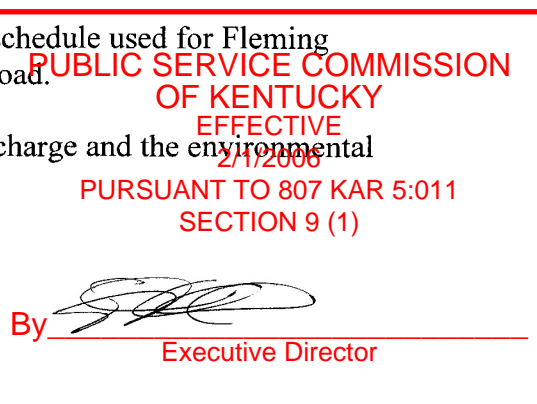 schedule used for Fleming
oad.
PUBLIC SERVICE COMMISSION
OF KENTUCKY
EFFECTIVE
charge and the environmental
2/1/2006
PURSUANT TO 807 KAR 5:011
SECTION 9 (1)
By
Executive Director